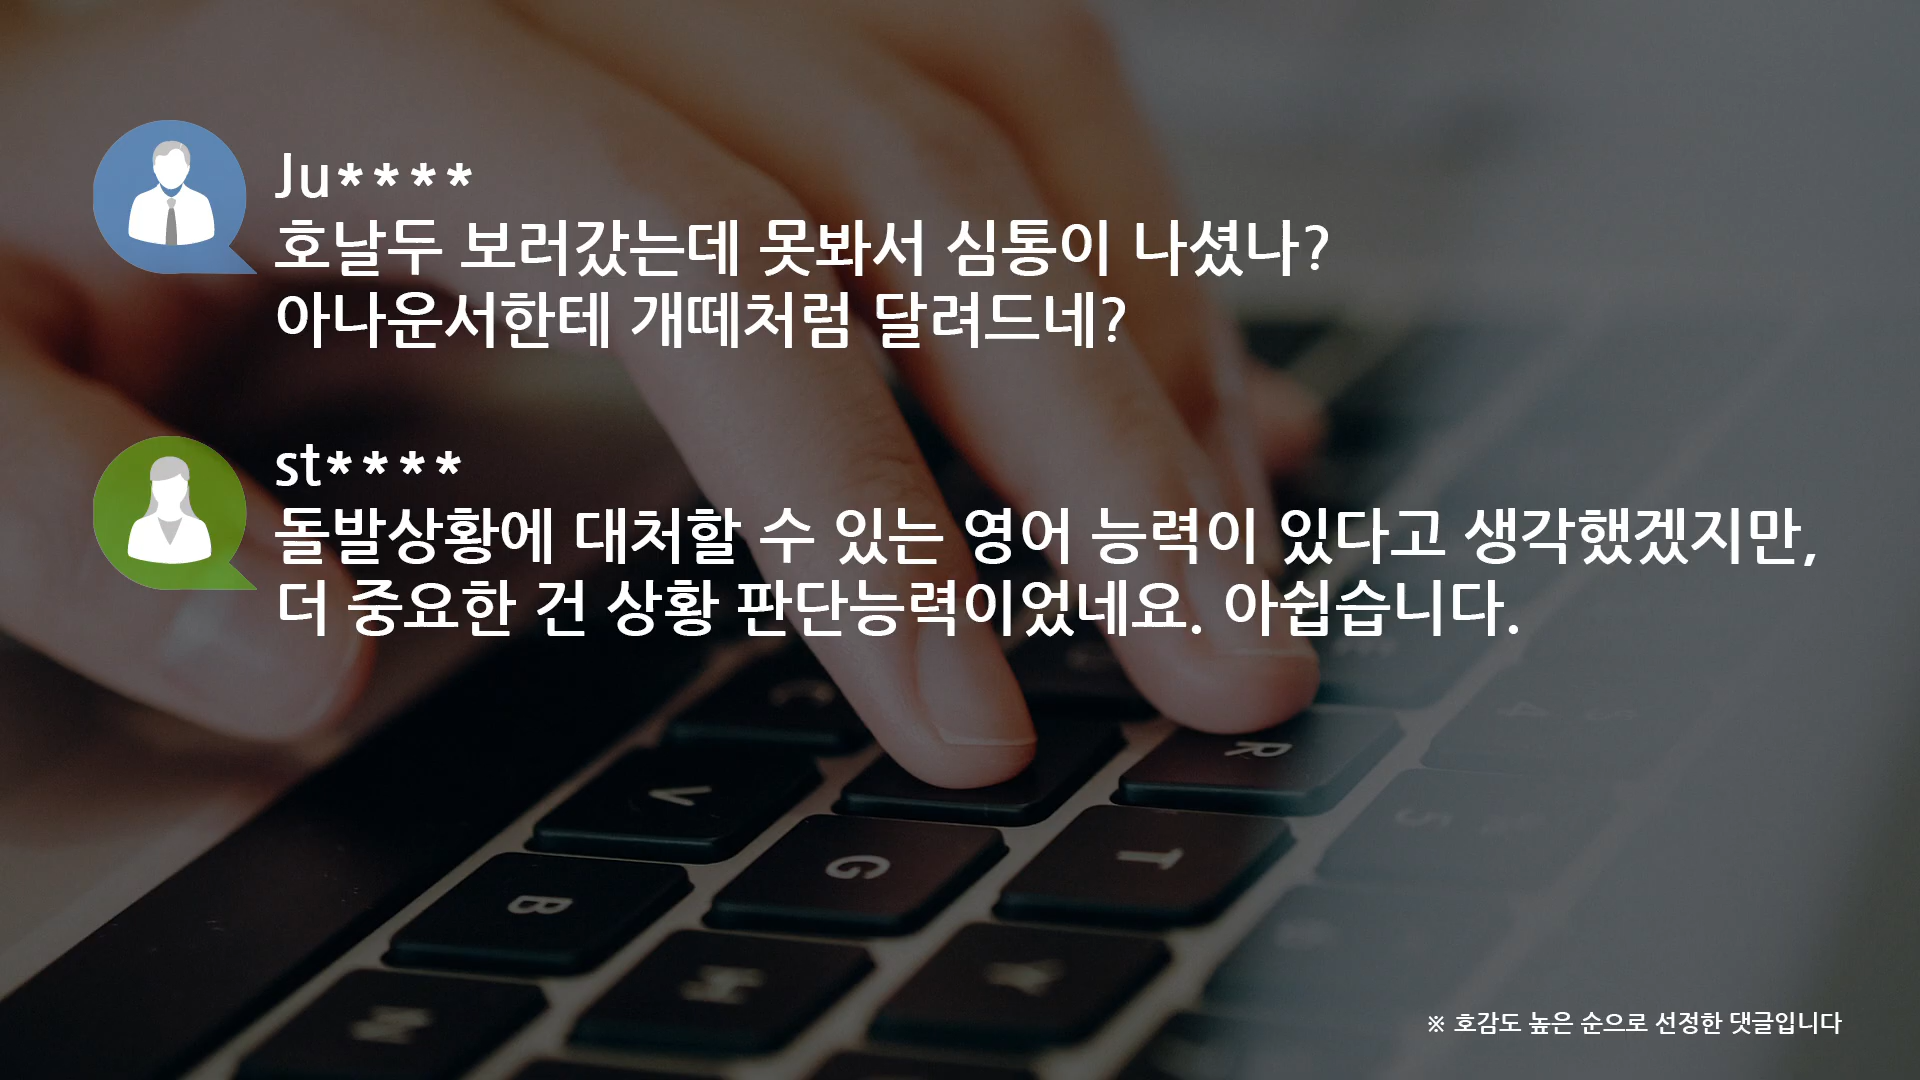 Ju****
호날두 보러갔는데 못봐서 심통이 나셨나?
아나운서한테 개떼처럼 달려드네?
st****
돌발상황에 대처할 수 있는 영어 능력이 있다고 생각했겠지만,
더 중요한 건 상황 판단능력이었네요. 아쉽습니다.
C
R
V
T
G
B
Y
H
N
※ 호감도 높은 순으로 선정한 댓글입니다